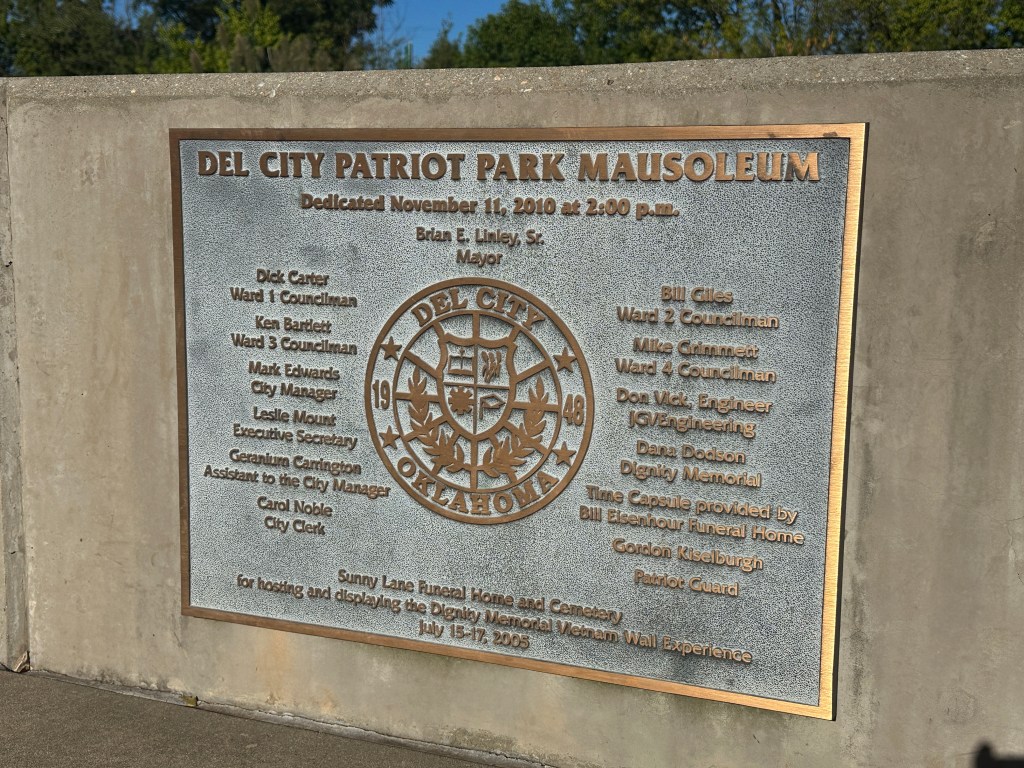 DEL CITY PATRIOT PARK MAUSOLEUM
Dedicated November 11, 2010 at 2:00 p.m.
Brian E. Linley, Sr.
Mayor
Dick Carter
Ward 1 Councilman
Ken Bartlett
Ward 3 Councilman
Mark Edwards
City Manager
Leslie Mount
Executive Secretary
Geranium Carrington
Assistant to the City Manager
Carol Noble
City Clerk
DEL CITY
19 48
OKLAHOMA
Bill Giles
Ward 2 Councilman
Mike Grimmett
Ward 4 Councilman
Don Vick, Engineer
JGVEngineering
Dana Dodson
Dignity Memorial
Time Capsule provided by
Bill Eisenhour Funeral Home
Gordon Kiselburgh
Patriot Guard
Sunny Lane Funeral Home and Cemetery
for hosting and displaying the Dignity Memorial Vietnam Wall Experience
July 15-17, 2005